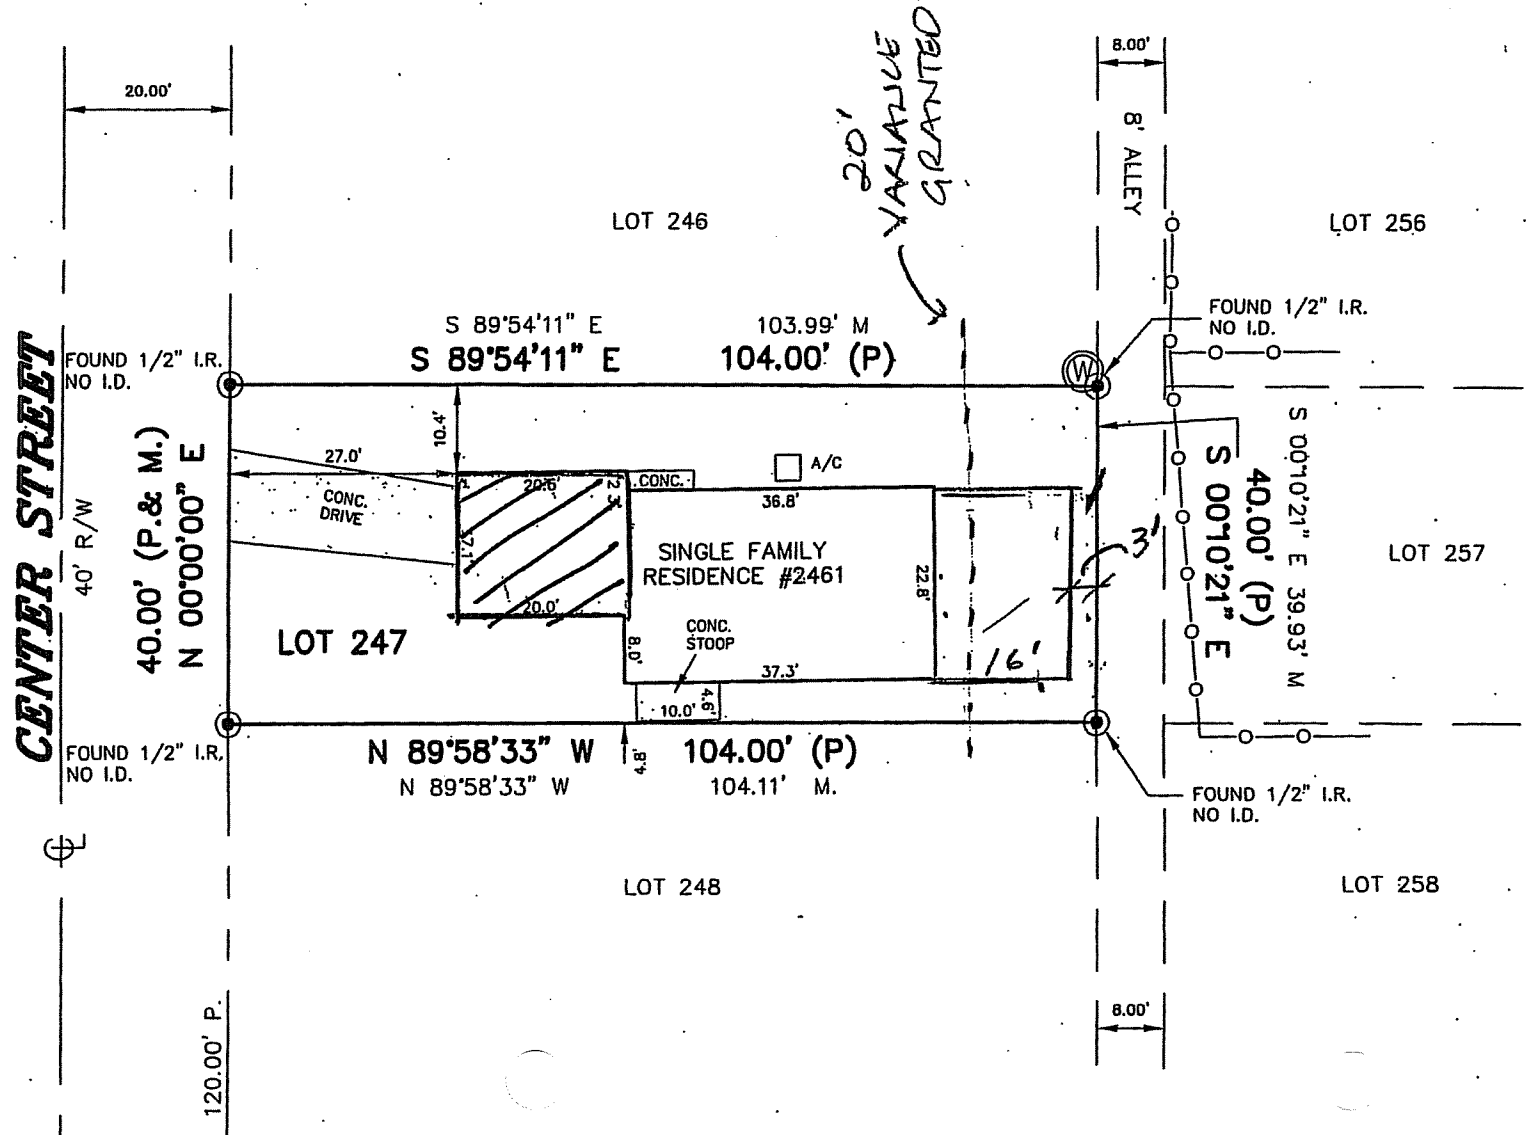 8.00'
20.00'
20'
VARIANCE
GRANTED
8' ALLEY
LOT 246
LOT 256
FOUND 1/2" I.R.
NO I.D.
S 89°54'11" E 103.99' M
S 89°54'11" E 104.00' (P)
FOUND 1/2" I.R.
NO I.D.
W
CENTER STREET
40' R/W
40.00' (P.& M.)
N 00°00'00" E
10.4'
27.0'
CONC.
DRIVE
20.6'
2.3'
CONC.
A/C
36.8'
17.1'
SINGLE FAMILY
RESIDENCE #2461
22.8'
3'
S 00°10'21" E 39.93' M
40.00' (P)
S 00°10'21" E
LOT 257
20.0'
LOT 247
8.0'
CONC.
STOOP
37.3'
16'
10.0'
4.6'
FOUND 1/2" I.R.
NO I.D.
N 89°58'33" W 104.00' (P)
N 89°58'33" W 104.11' M.
4.8'
FOUND 1/2" I.R.
NO I.D.
LOT 248
LOT 258
120.00' P.
8.00'